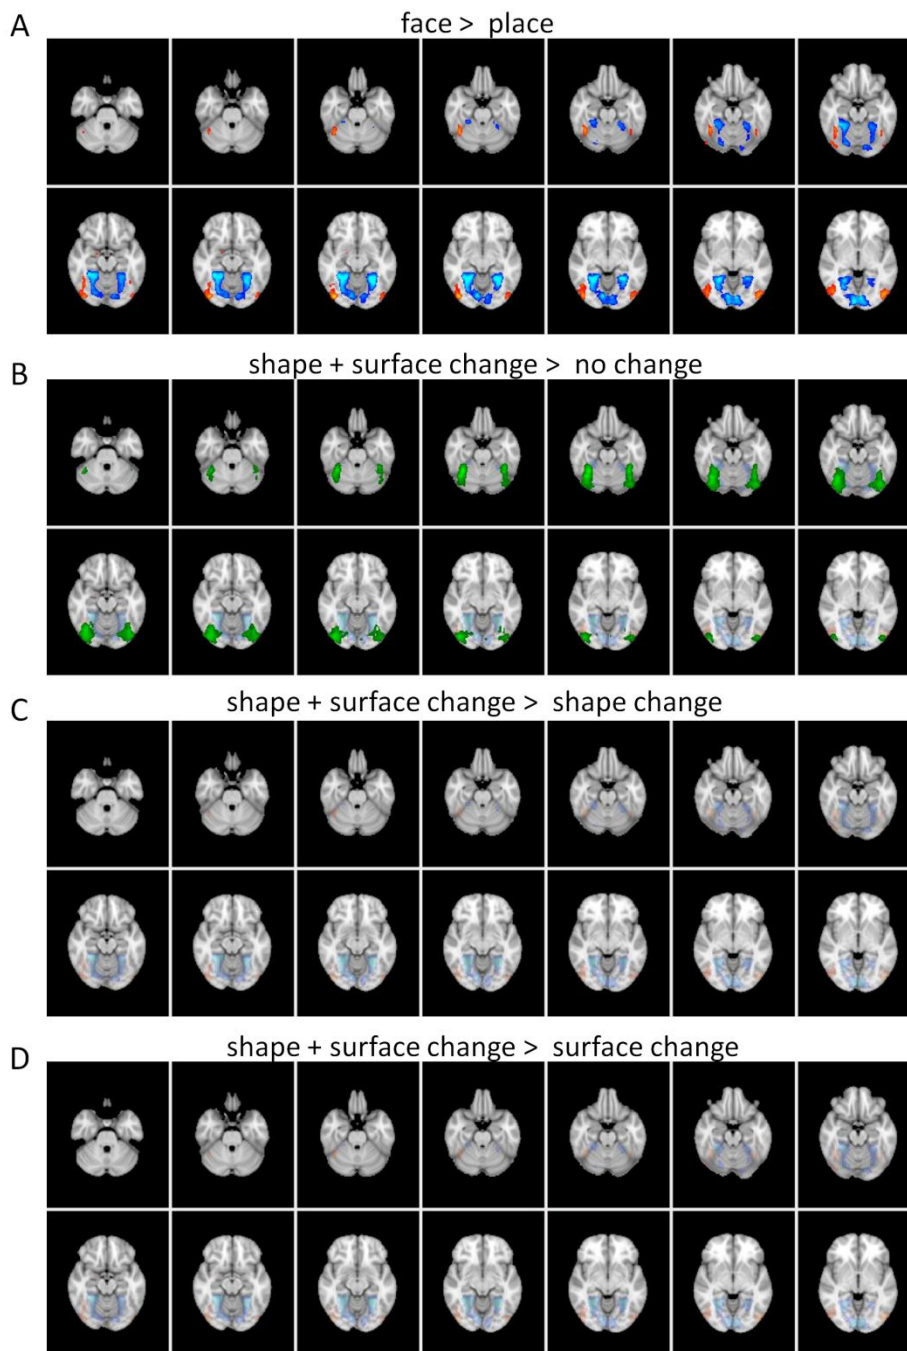 A
face > place
B
shape + surface change > no change
C
shape + surface change > shape change
D
shape + surface change > surface change